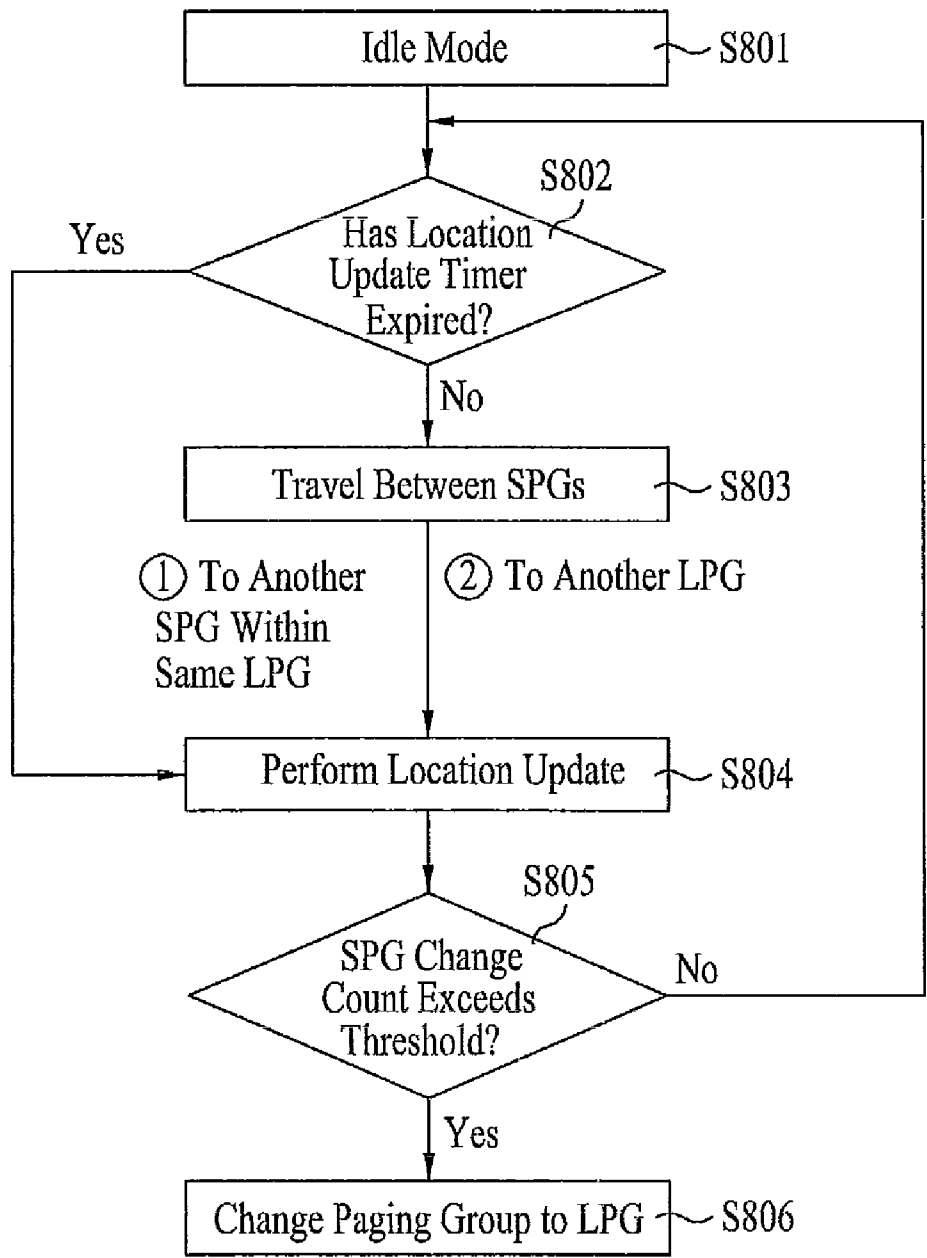 Idle Mode
S801
S802
Yes
Has Location
Update Timer
Expired?
No
Travel Between SPGs
S803
① To Another
SPG Within
Same LPG
② To Another LPG
Perform Location Update
S804
S805
SPG Change
Count Exceeds
Threshold?
No
Yes
Change Paging Group to LPG
S806